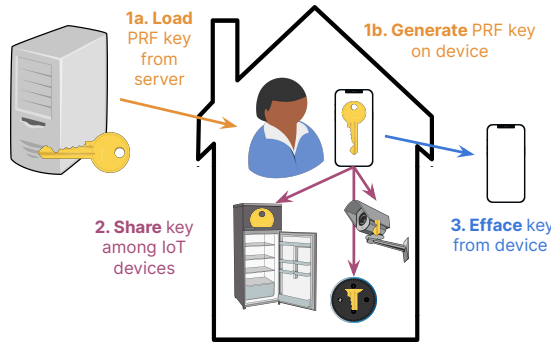 1a. Load
PRF key
from
server
1b. Generate PRF key
on device
2. Share key
among IoT
devices
3. Efface key
from device